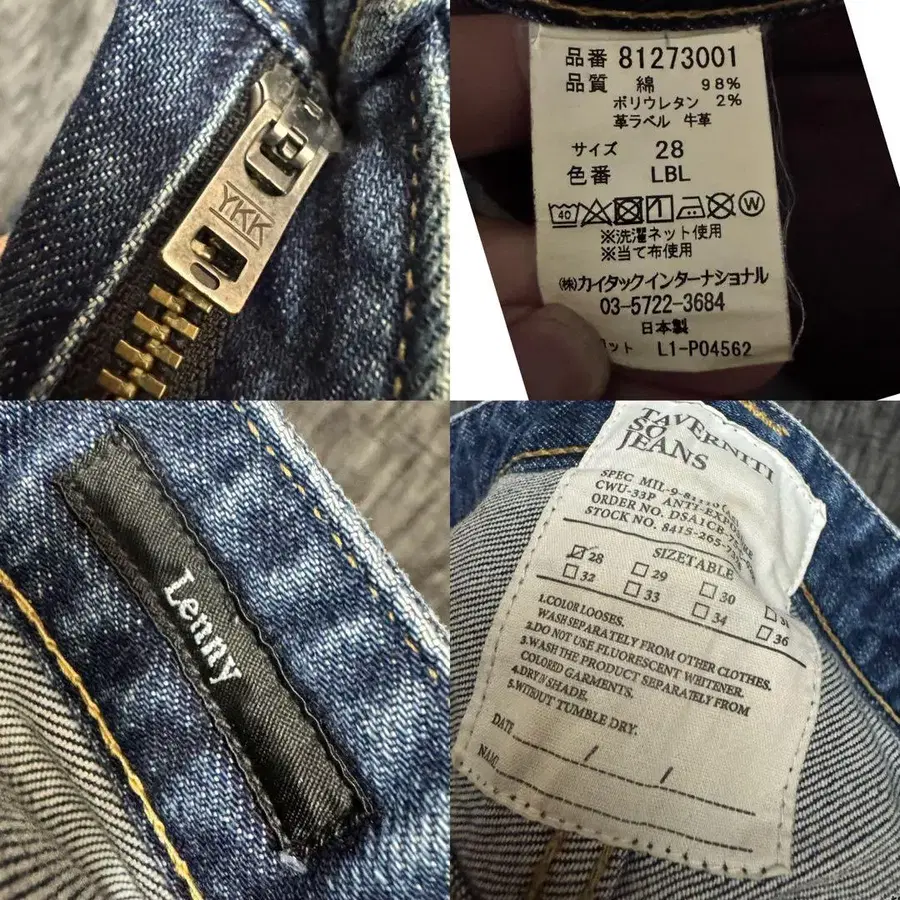 YKK
品番 81273001
品質 綿 98%
ポリウレタン 2%
革ラベル 牛革
サイズ 28
色番 LBL
40 W
※洗濯ネット使用
※当て布使用
㈱カイタックインターナショナル
03-5722-3684
日本製
ット L1-P04562
Lenny
TAVERNITI
SO
JEANS
SPEC MIL-9-
CWU-33P ANTI-
ORDER NO. DSA1CR
STOCK NO. 8415-265-
SIZETABLE
28 29 30
32 33 34 36
1.COLOR LOOSES.
WASH SEPARATELY FROM OTHER CLOTHES.
2.DO NOT USE FLUORESCENT WEITENER.
3.WASH THE PRODUCT SEPARATELY FROM
COLORED GARMENTS.
4.DRY IN SHADE.
5.WITHOUT TUMBLE DRY.
DATE / /
NAME